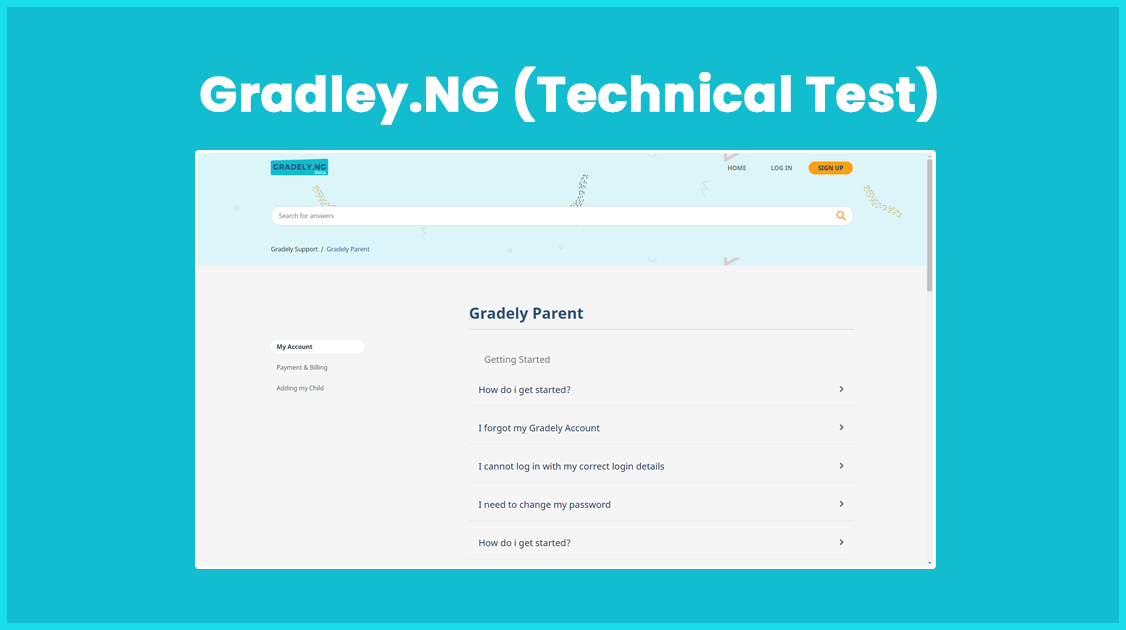 Gradley.NG (Technical Test)
GRADELY.NG
Beta
HOME LOG IN SIGN UP
Search for answers
Gradely Support / Gradely Parent
Gradely Parent
My Account
Payment & Billing
Adding my Child
Getting Started
How do i get started?
I forgot my Gradely Account
I cannot log in with my correct login details
I need to change my password
How do i get started?